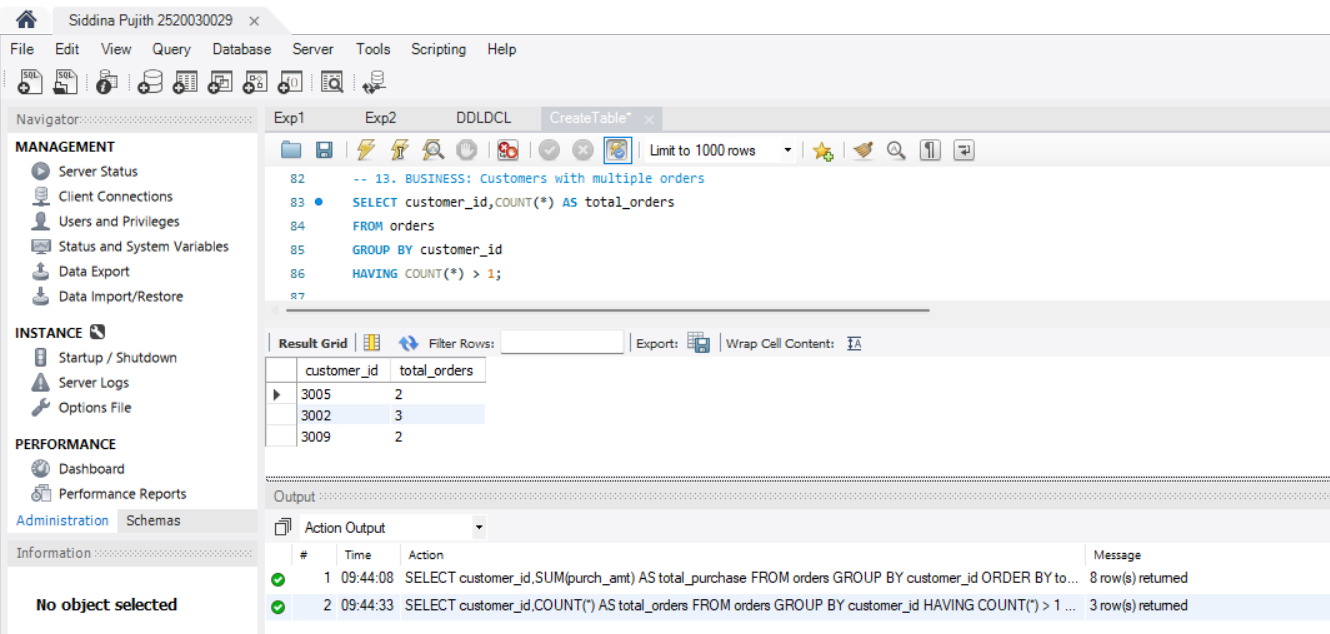 Siddina Pujith 2520030029 ×
File Edit View Query Database Server Tools Scripting Help
Navigator
MANAGEMENT
Server Status
Client Connections
Users and Privileges
Status and System Variables
Data Export
Data Import/Restore
INSTANCE
Startup / Shutdown
Server Logs
Options File
PERFORMANCE
Dashboard
Performance Reports
Administration Schemas
Information
No object selected
Exp1 Exp2 DDLDCL CreateTable* ×
Limit to 1000 rows
82 -- 13. BUSINESS: Customers with multiple orders
83 SELECT customer_id,COUNT(*) AS total_orders
84 FROM orders
85 GROUP BY customer_id
86 HAVING COUNT(*) > 1;
87
Result Grid Filter Rows: Export: Wrap Cell Content:
customer_id total_orders
3005 2
3002 3
3009 2
Output
Action Output
# Time Action Message
1 09:44:08 SELECT customer_id,SUM(purch_amt) AS total_purchase FROM orders GROUP BY customer_id ORDER BY to... 8 row(s) returned
2 09:44:33 SELECT customer_id,COUNT(*) AS total_orders FROM orders GROUP BY customer_id HAVING COUNT(*) > 1 ... 3 row(s) returned